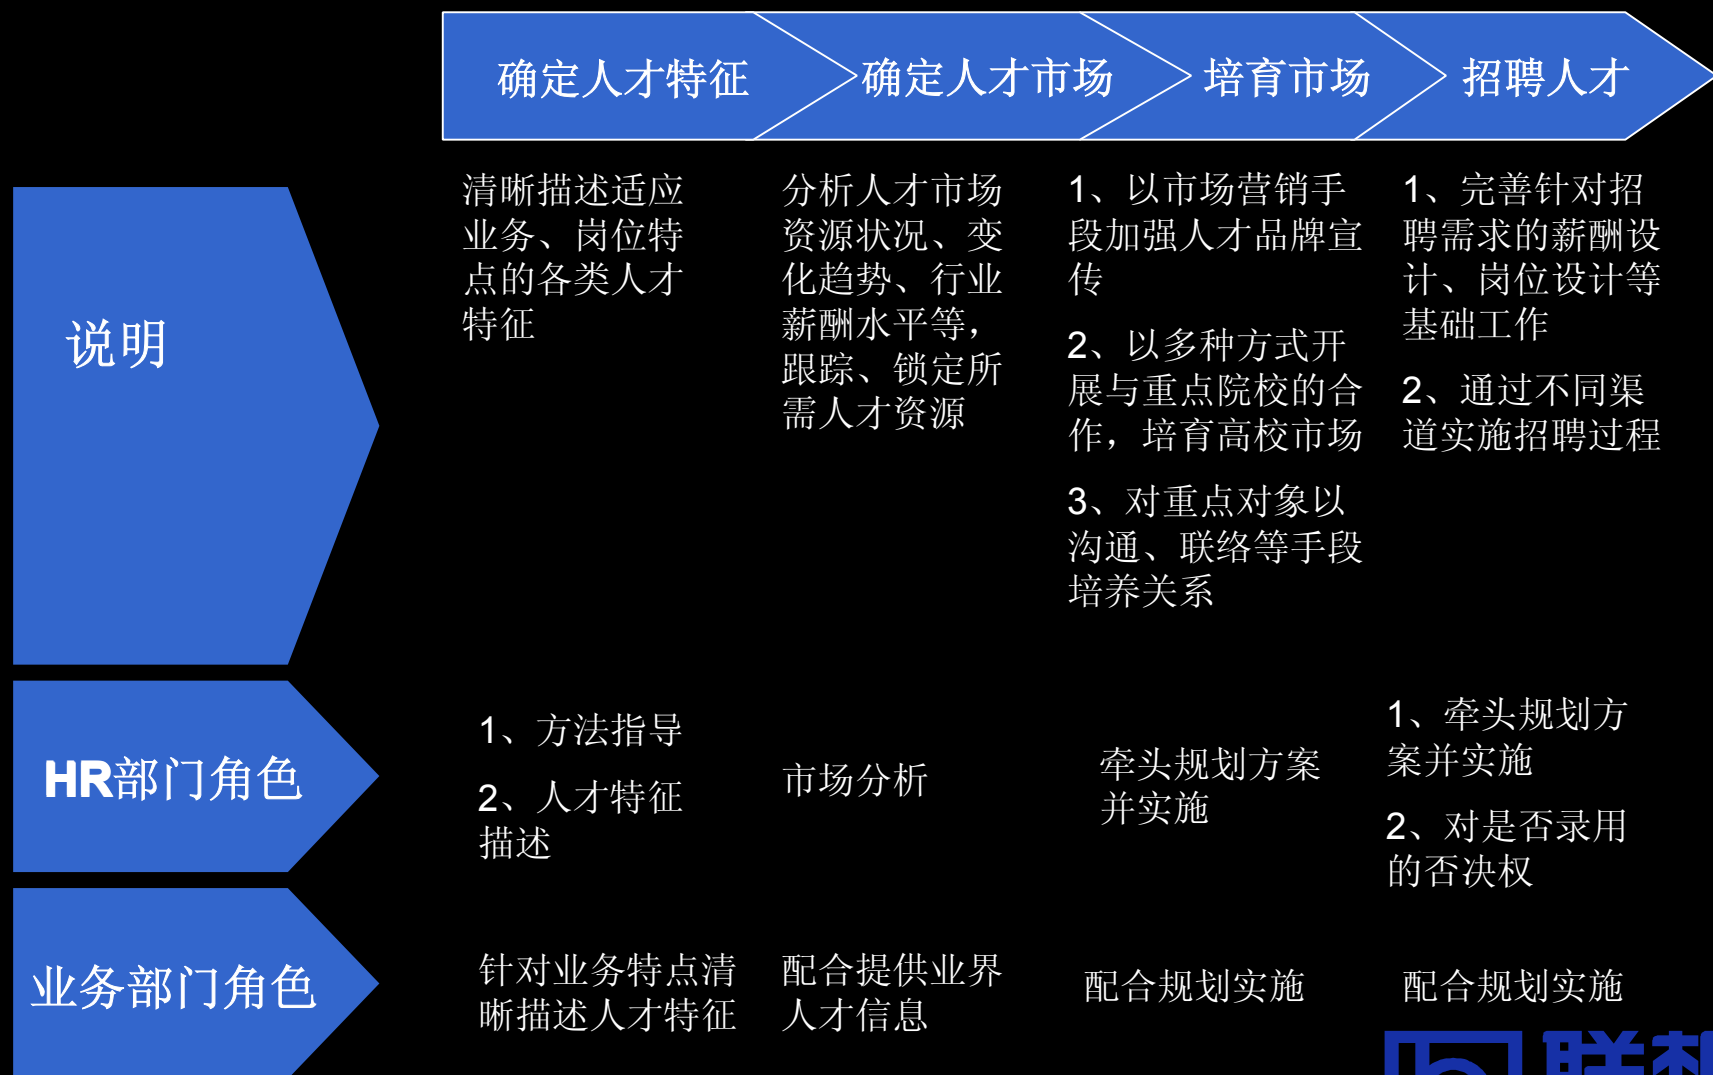 确定人才特征
确定人才市场
培育市场
招聘人才
说明
清晰描述适应
业务、岗位特
点的各类人才
特征
分析人才市场
资源状况、变
化趋势、行业
薪酬水平等，
跟踪、锁定所
需人才资源
1、以市场营销手
段加强人才品牌宣
传
2、以多种方式开
展与重点院校的合
作，培育高校市场
3、对重点对象以
沟通、联络等手段
培养关系
1、完善针对招
聘需求的薪酬设
计、岗位设计等
基础工作
2、通过不同渠
道实施招聘过程
HR部门角色
1、方法指导
2、人才特征
描述
市场分析
牵头规划方案
并实施
1、牵头规划方
案并实施
2、对是否录用
的否决权
业务部门角色
针对业务特点清
晰描述人才特征
配合提供业界
人才信息
配合规划实施
配合规划实施
联想